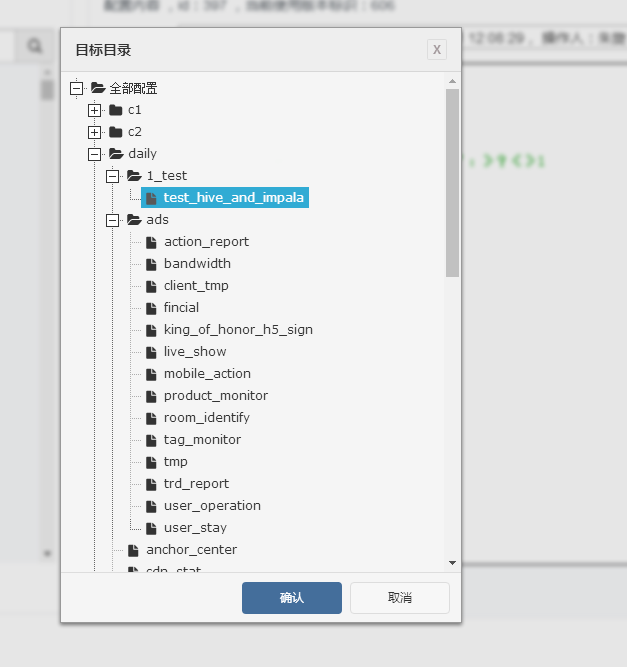 配置内容 ，id：397 ，当前使用版本标识：606
目标目录
X
12:08:29 ，操作人：朱
全部配置
c1
c2
daily
1_test
test_hive_and_impala
ads
action_report
bandwidth
client_tmp
fincial
king_of_honor_h5_sign
live_show
mobile_action
product_monitor
room_identify
tag_monitor
tmp
trd_report
user_operation
user_stay
anchor_center
cdn_stat
确认
取消